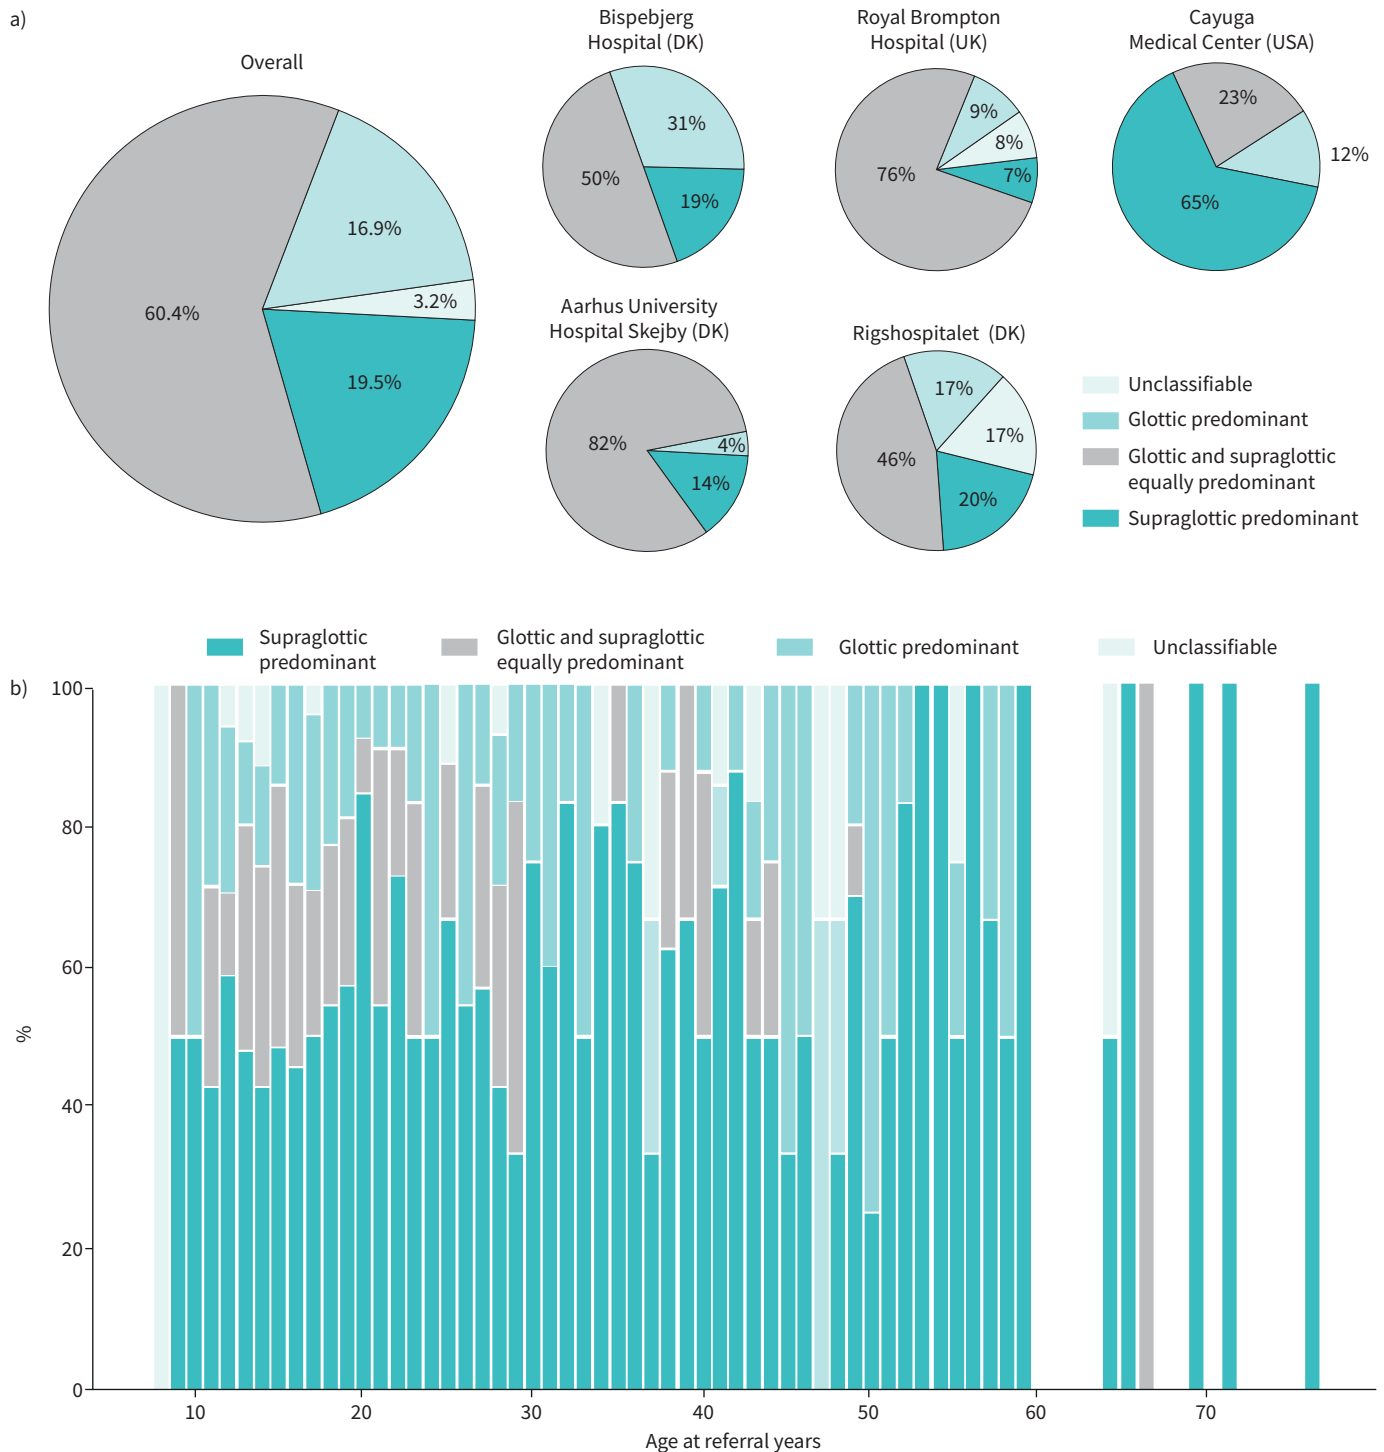 a)
Overall
60.4%
16.9%
3.2%
19.5%
Bispebjerg
Hospital (DK)
31%
50%
19%
Royal Brompton
Hospital (UK)
9%
8%
76%
7%
Cayuga
Medical Center (USA)
23%
12%
65%
Aarhus University
Hospital Skejby (DK)
82%
4%
14%
Rigshospitalet (DK)
17%
17%
46%
20%
Unclassifiable
Glottic predominant
Glottic and supraglottic
equally predominant
Supraglottic predominant
Supraglottic
predominant
Glottic and supraglottic
equally predominant
Glottic predominant
Unclassifiable
b)
100
80
60
40
20
0
%
10
20
30
40
50
60
70
Age at referral years